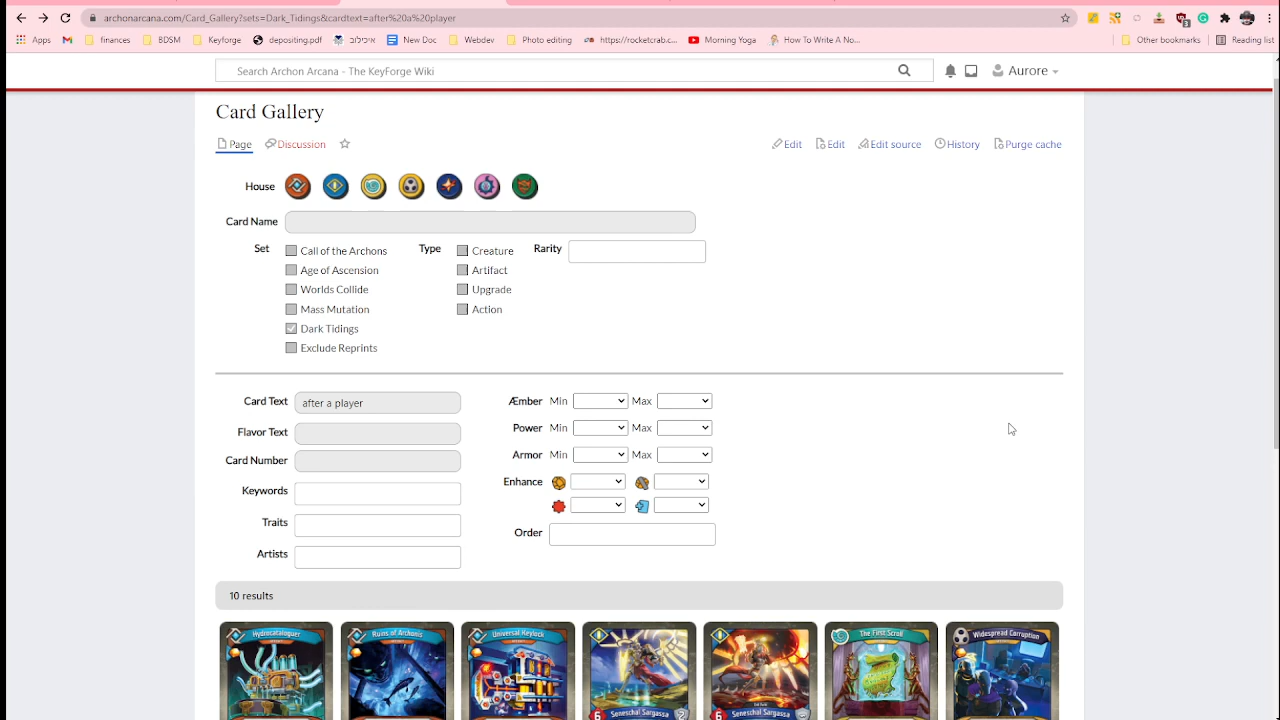 archonarcana.com/Card_Gallery?sets=Dark_Tidings&cardtext=after%20a%20player
Apps finances BDSM Keyforge depositing.pdf איכילוב New Doc Webdev Photo editing https://rocketcrab.c... Morning Yoga How To Write A No... Other bookmarks Reading list
Search Archon Arcana - The KeyForge Wiki Aurore
Card Gallery
Page Discussion Edit Edit Edit source History Purge cache
House
Card Name
Set Call of the Archons Type Creature Rarity
Age of Ascension Artifact
Worlds Collide Upgrade
Mass Mutation Action
Dark Tidings
Exclude Reprints
Card Text after a player Æmber Min Max
Flavor Text Power Min Max
Card Number Armor Min Max
Keywords Enhance
Traits Order
Artists
10 results
Hydrocataloguer Ruins of Archonis Universal Keylock The First Scroll Widespread Corruption
Seneschal Sargassa Seneschal Sargassa
6 2 6